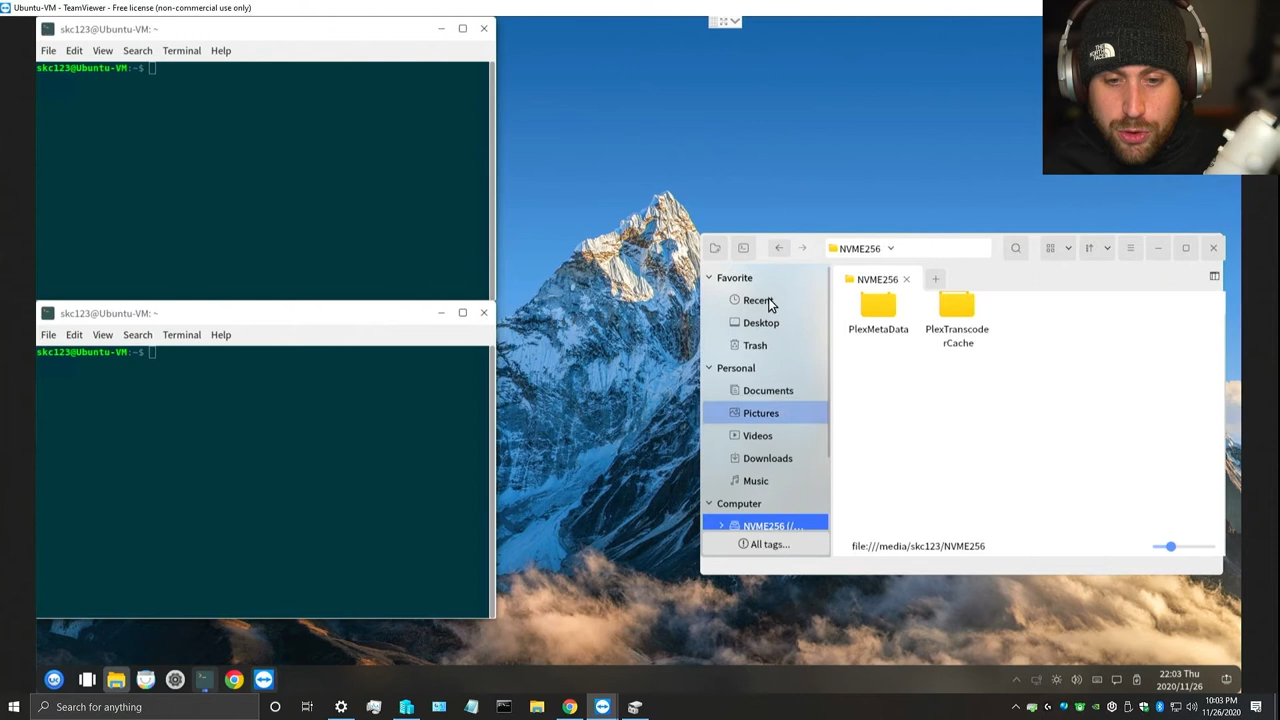 Ubuntu-VM - TeamViewer - Free license (non-commercial use only)
skc123@Ubuntu-VM: ~
File Edit View Search Terminal Help
skc123@Ubuntu-VM:~$
skc123@Ubuntu-VM: ~
File Edit View Search Terminal Help
skc123@Ubuntu-VM:~$
THE NORTH FACE
NVME256
Favorite
NVME256
Recent
Desktop
Trash
Personal
Documents
Pictures
Videos
Downloads
Music
Computer
NVME256 (/...
All tags...
PlexMetaData
PlexTranscode
rCache
file:///media/skc123/NVME256
22:03 Thu
2020/11/26
Search for anything
10:03 PM
11/26/2020